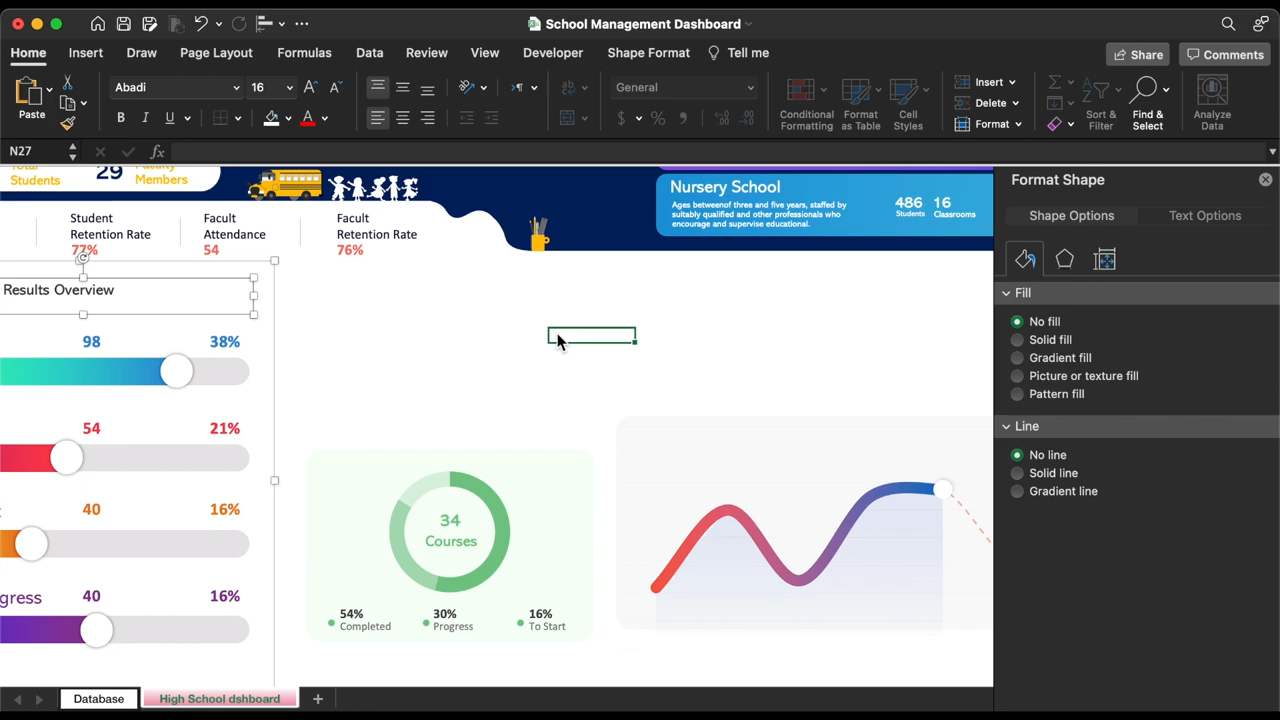 School Management Dashboard
Home Insert Draw Page Layout Formulas Data Review View Developer Shape Format Tell me
Share Comments
Paste
Abadi 16
B I U
General
Conditional Formatting
Format as Table
Cell Styles
Insert
Delete
Format
Sort & Filter
Find & Select
Analyze Data
N27
fx
Total
Students
29
Faculty
Members
Nursery School
Ages betweenof three and five years, staffed by
suitably qualified and other professionals who
encourage and supervise educational.
486
Students
16
Classrooms
Student
Retention Rate
77%
Facult
Attendance
54
Facult
Retention Rate
76%
Results Overview
98 38%
54 21%
40 16%
gress 40 16%
34
Courses
54%
Completed
30%
Progress
16%
To Start
Format Shape
Shape Options Text Options
Fill
No fill
Solid fill
Gradient fill
Picture or texture fill
Pattern fill
Line
No line
Solid line
Gradient line
Database High School dshboard